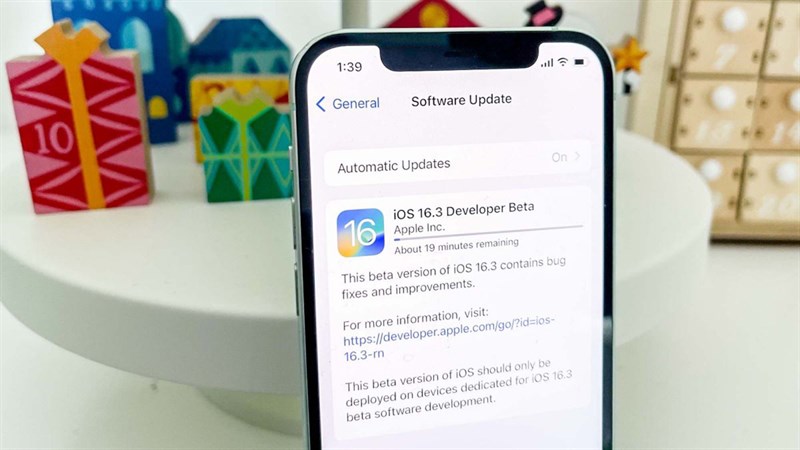 1:39
General
Software Update
Automatic Updates
On
iOS 16.3 Developer Beta
16
Apple Inc.
About 19 minutes remaining
This beta version of iOS 16.3 contains bug
fixes and improvements.
For more information, visit:
https://developer.apple.com/go/?id=ios-
16.3-rn
This beta version of iOS should only be
deployed on devices dedicated for iOS 16.3
beta software development.
10